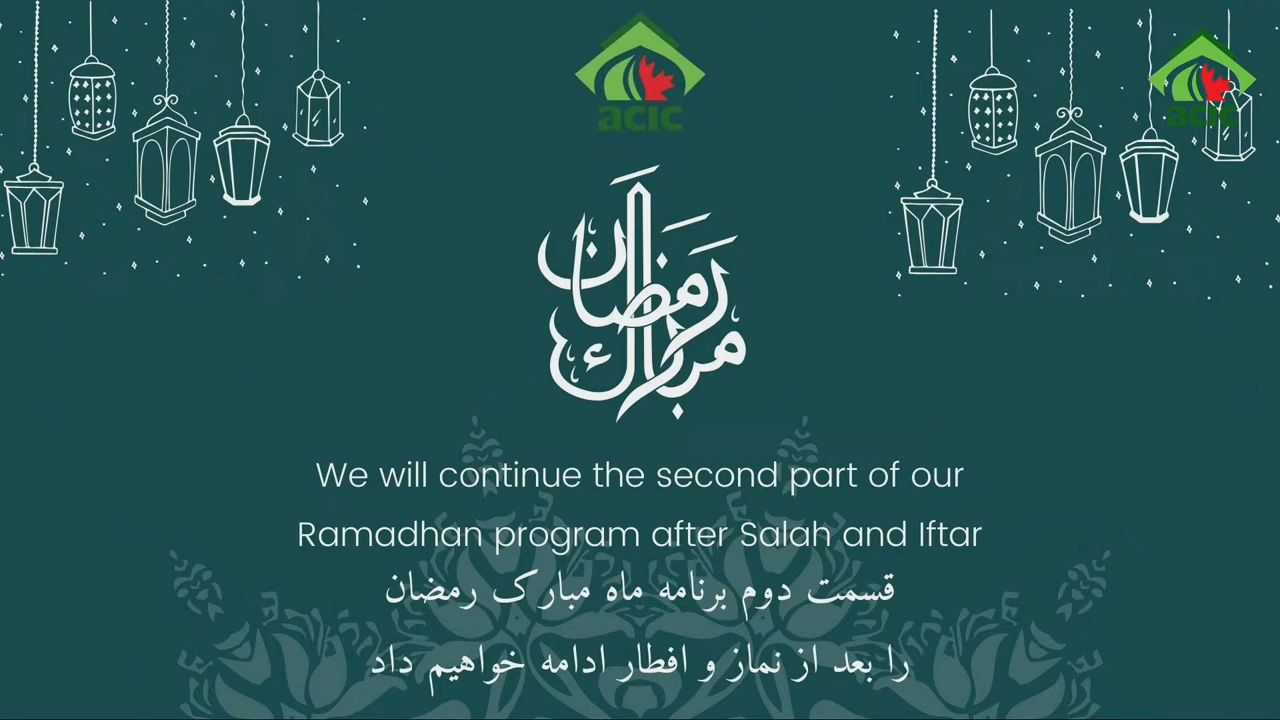 acic
acic
رمضان
مبارك
We will continue the second part of our
Ramadhan program after Salah and Iftar
قسمت دوم برنامه ماه مبارک رمضان
را بعد از نماز و افطار ادامه خواهیم داد